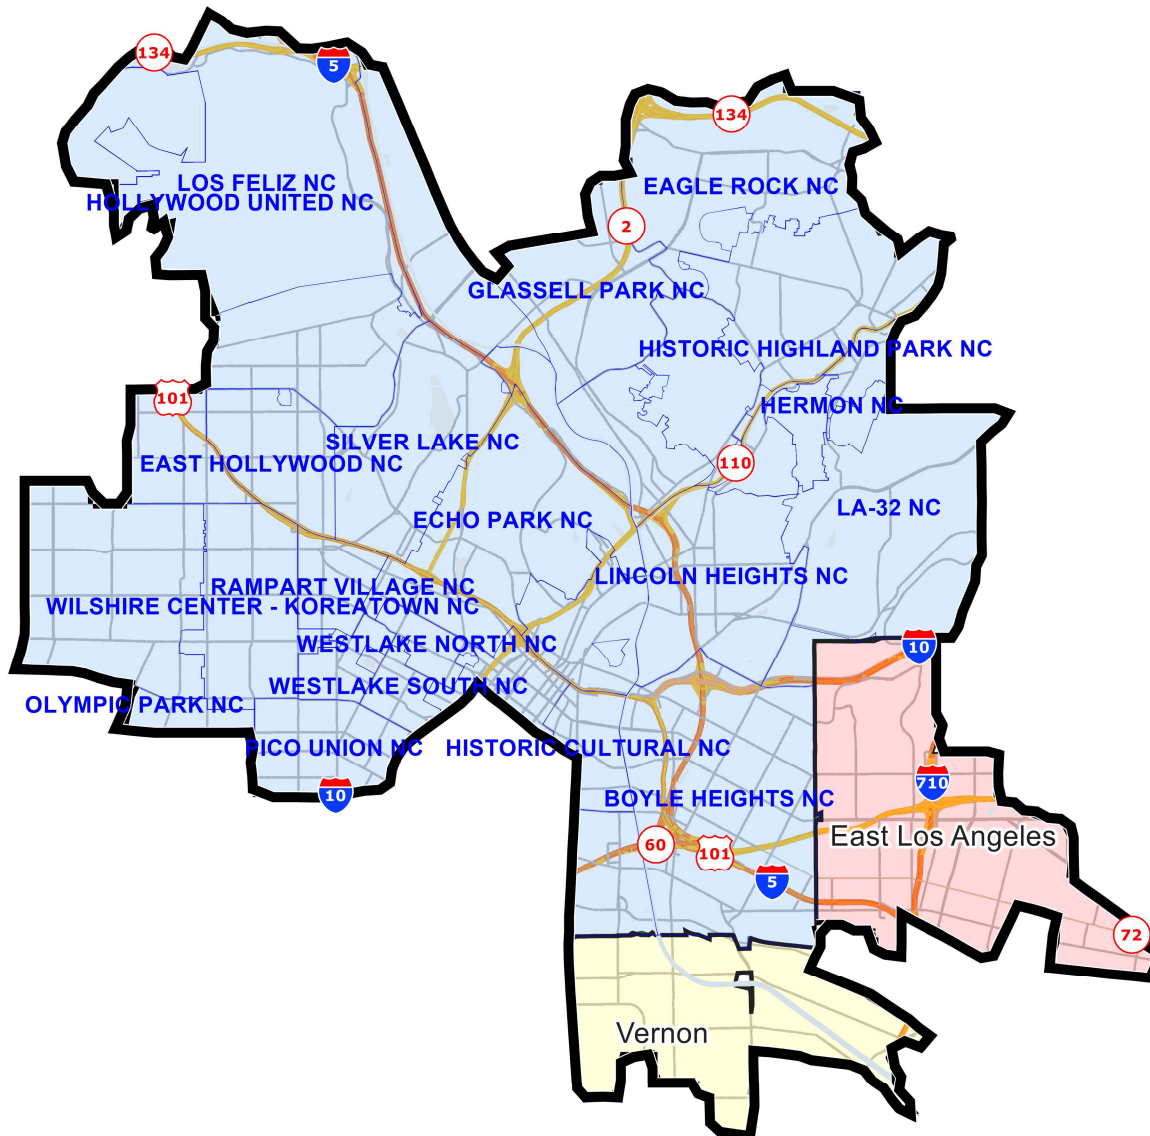 134
5
134
LOS FELIZ NC
EAGLE ROCK NC
HOLLYWOOD UNITED NC
2
GLASSELL PARK NC
HISTORIC HIGHLAND PARK NC
101
HERMON NC
SILVER LAKE NC
EAST HOLLYWOOD NC
110
LA-32 NC
ECHO PARK NC
LINCOLN HEIGHTS NC
RAMPART VILLAGE NC
WILSHIRE CENTER - KOREATOWN NC
WESTLAKE NORTH NC
10
WESTLAKE SOUTH NC
OLYMPIC PARK NC
PICO UNION NC
HISTORIC CULTURAL NC
710
10
BOYLE HEIGHTS NC
East Los Angeles
60
101
5
72
Vernon